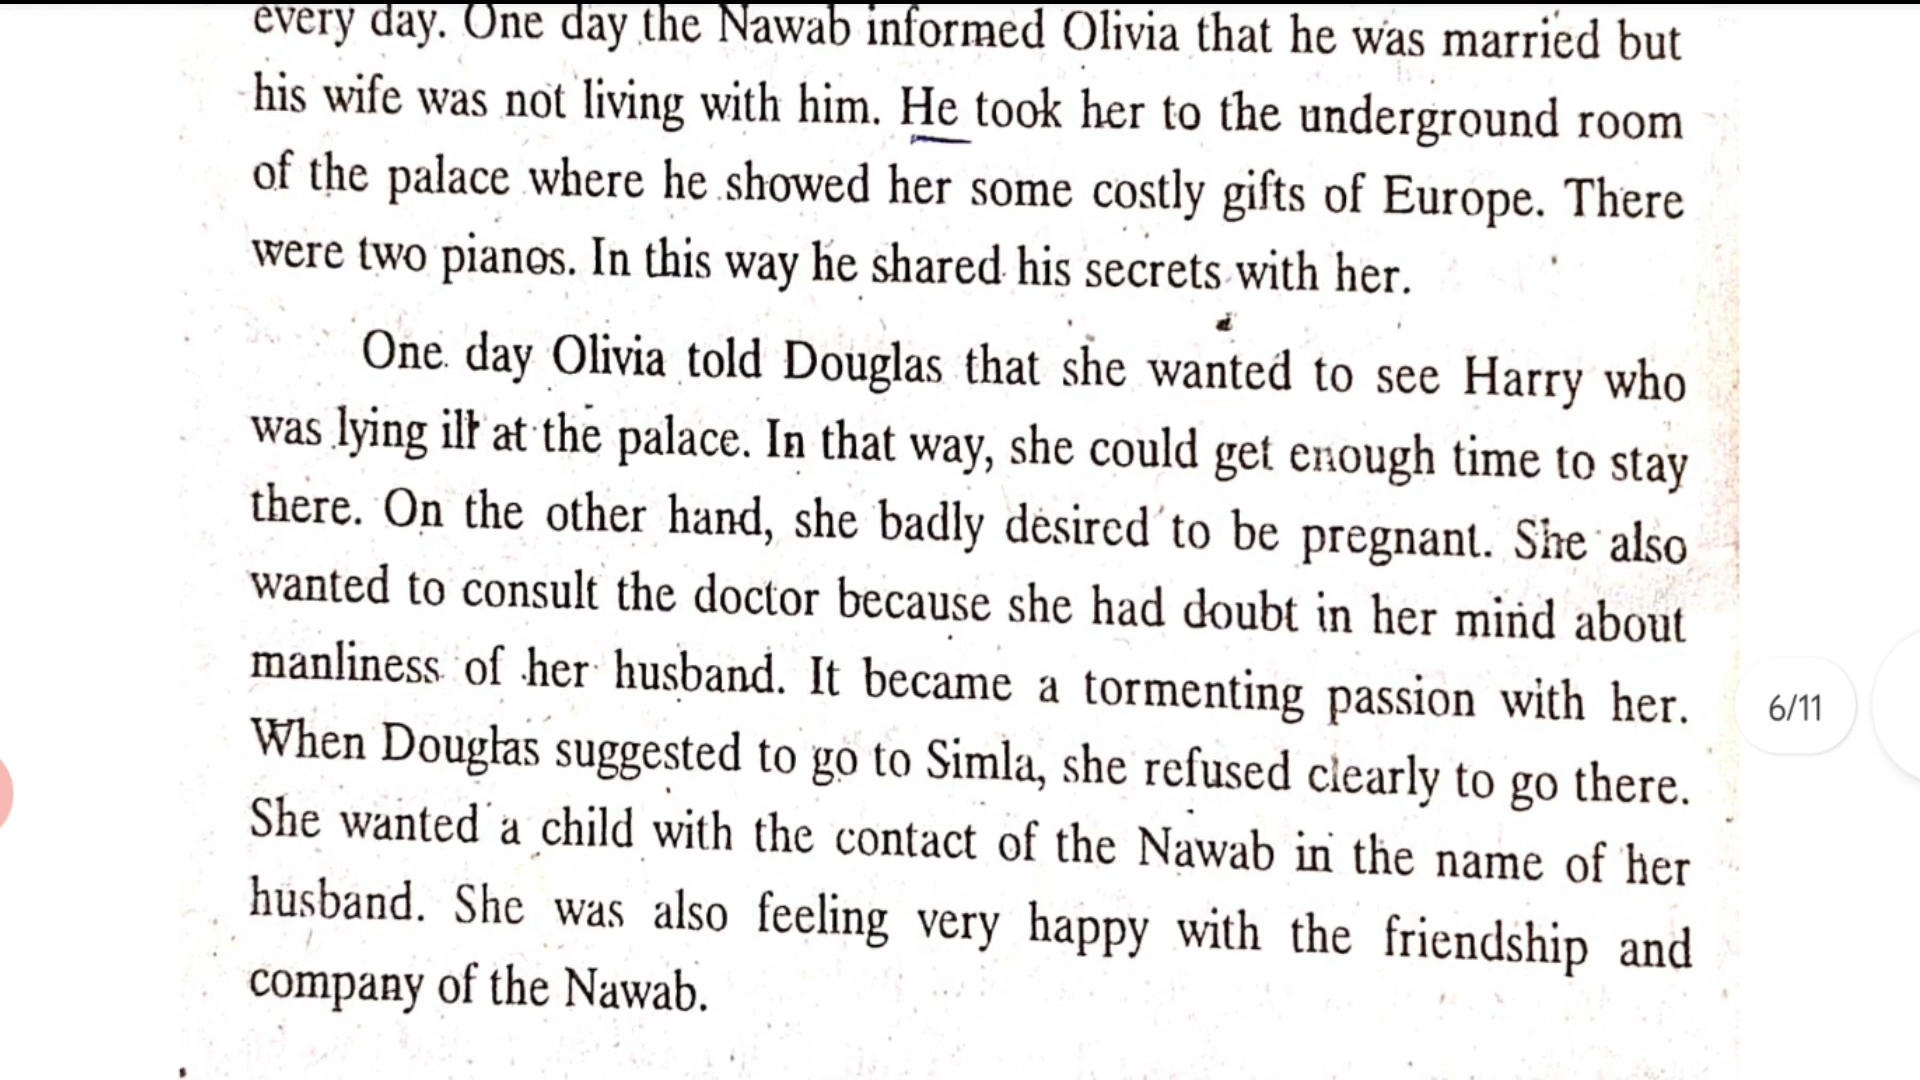 every day. One day the Nawab informed Olivia that he was married but
his wife was not living with him. He took her to the underground room
of the palace where he showed her some costly gifts of Europe. There
were two pianos. In this way he shared his secrets with her.
One day Olivia told Douglas that she wanted to see Harry who
was lying ill at the palace. In that way, she could get enough time to stay
there. On the other hand, she badly desired to be pregnant. She also
wanted to consult the doctor because she had doubt in her mind about
manliness of her husband. It became a tormenting passion with her.
When Douglas suggested to go to Simla, she refused clearly to go there.
She wanted a child with the contact of the Nawab in the name of her
husband. She was also feeling very happy with the friendship and
company of the Nawab.
6/11